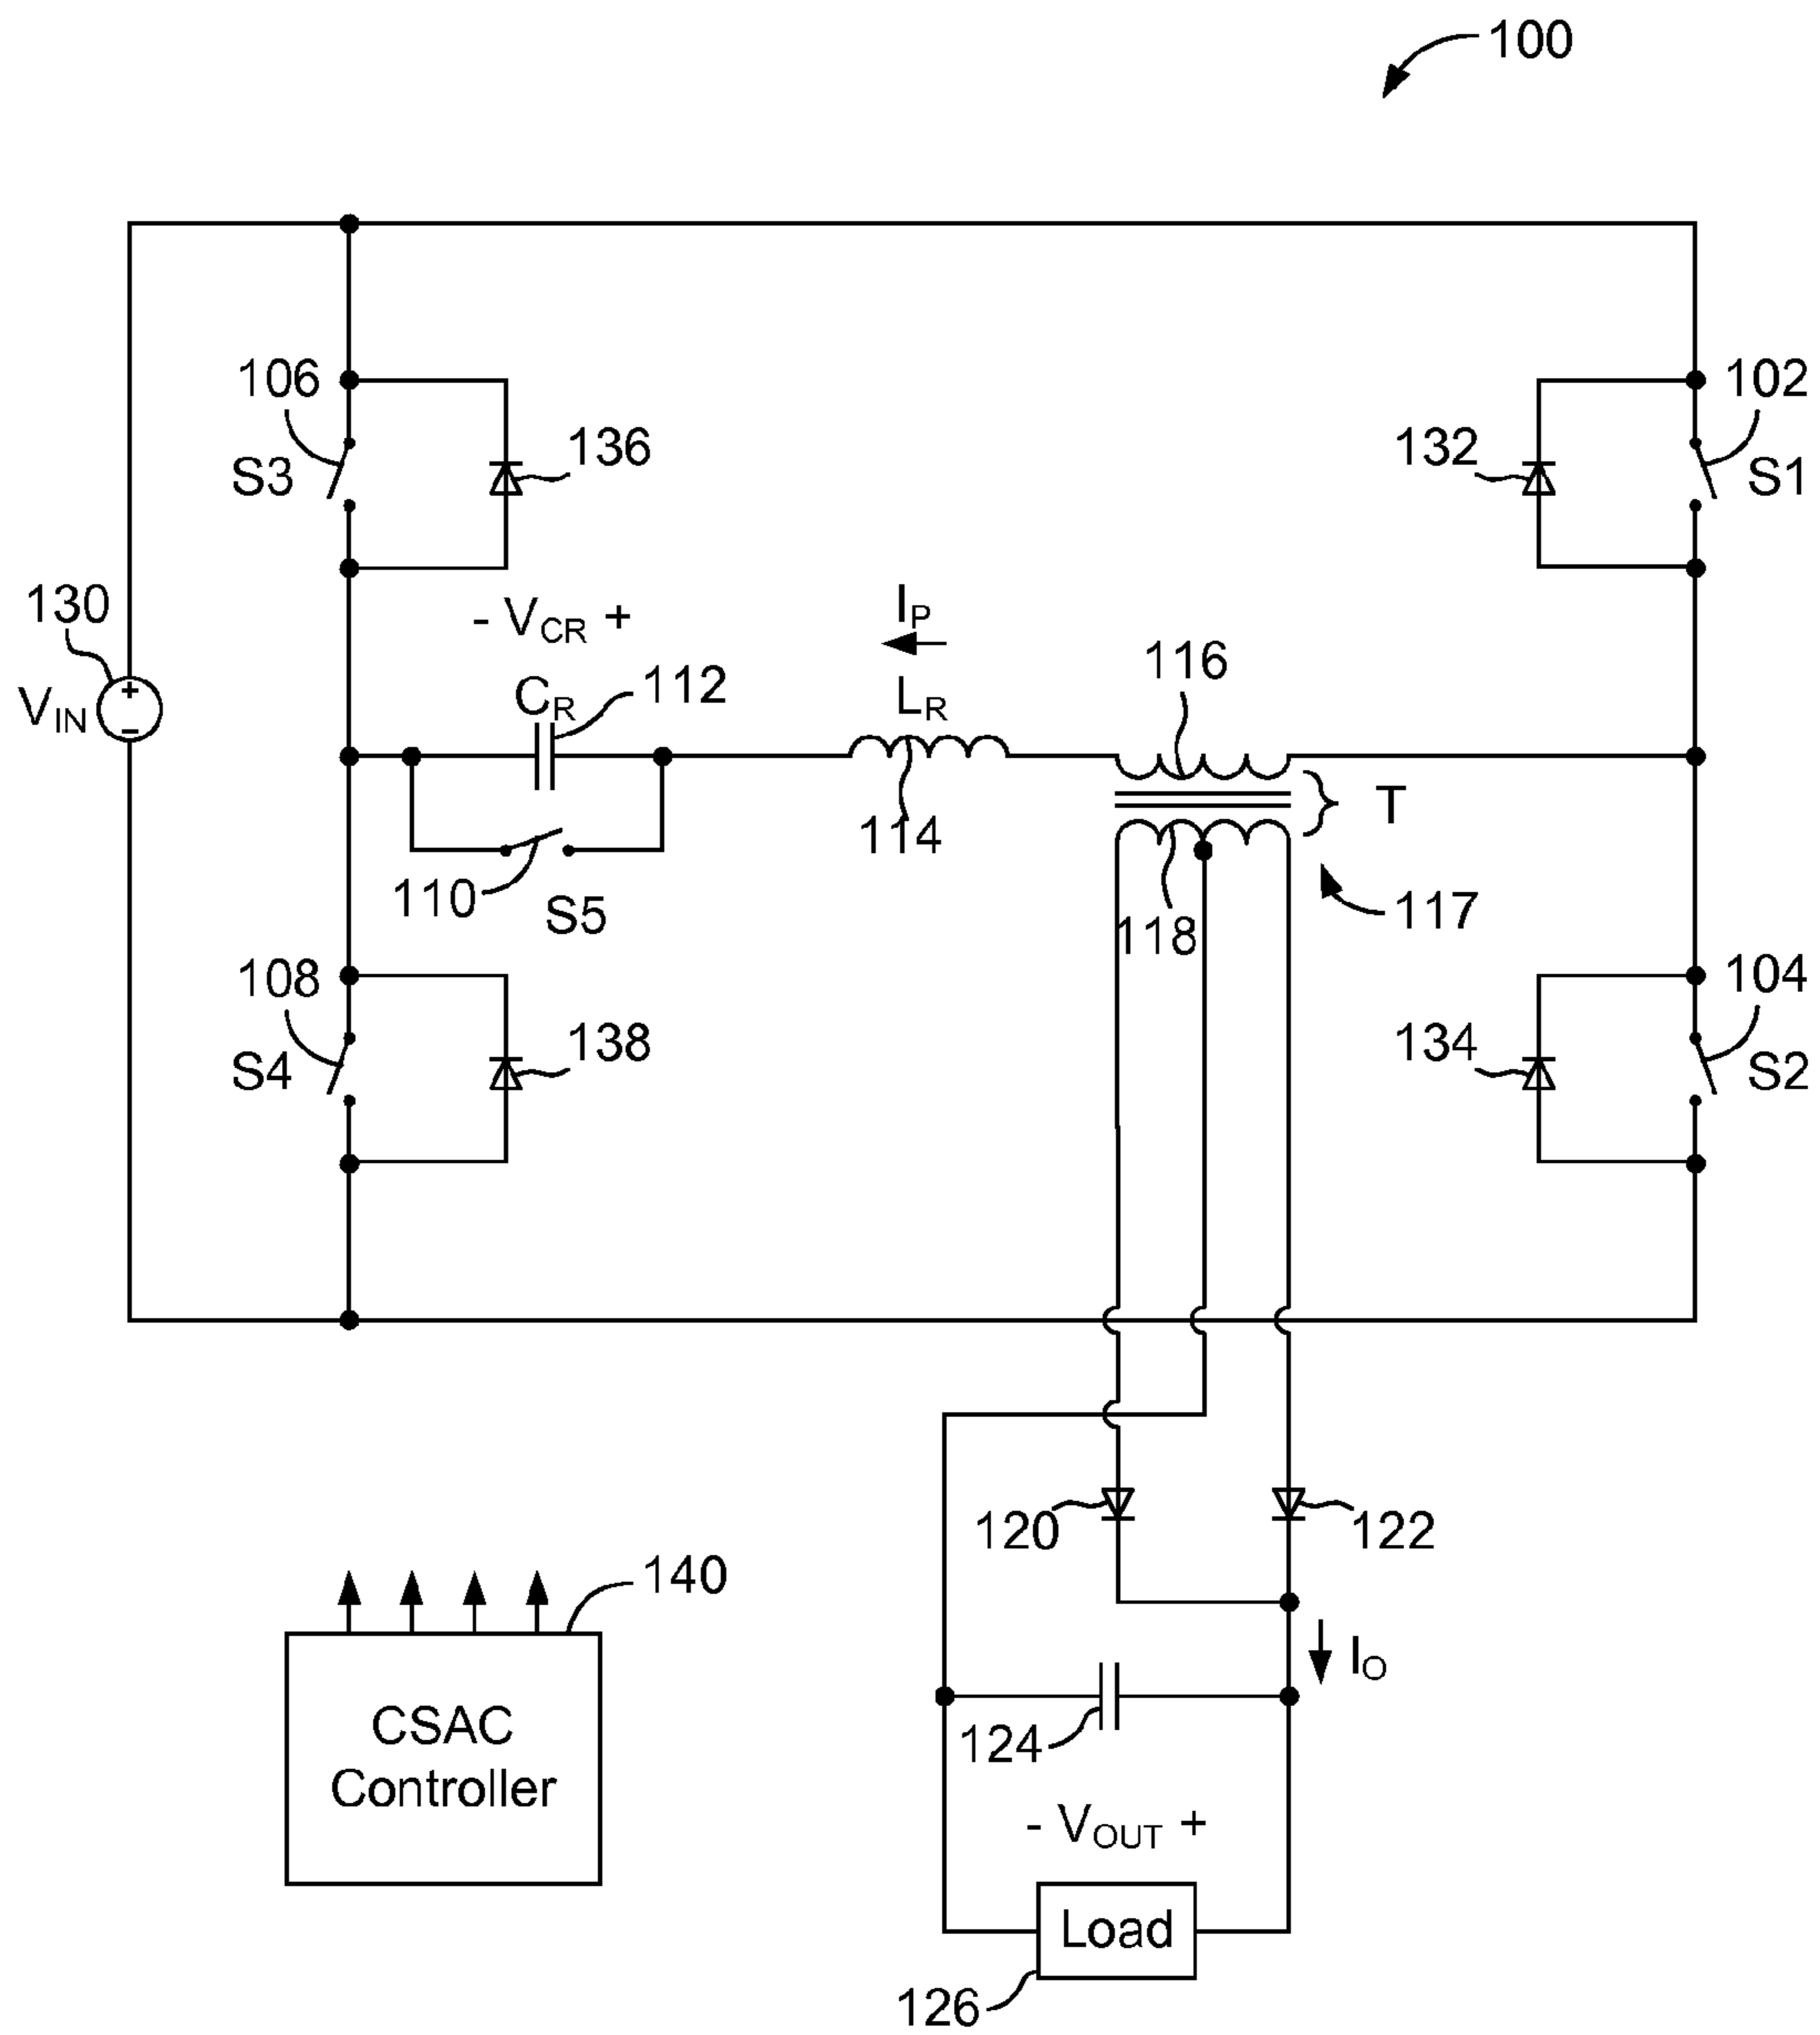 100
106
136
S3
102
132
S1
130
- VCR +
IP
116
VIN
CR
112
LR
114
T
110
S5
118
117
108
138
S4
104
134
S2
120
122
140
IO
CSAC
Controller
124
- VOUT +
Load
126
+
-